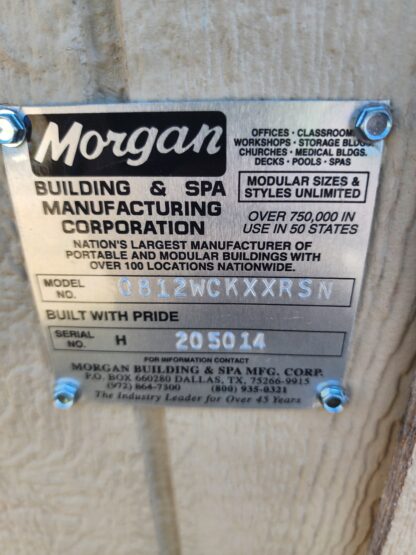 Morgan
OFFICES · CLASSROOMS
WORKSHOPS · STORAGE BLDGS.
CHURCHES · MEDICAL BLDGS.
DECKS · POOLS · SPAS
BUILDING & SPA
MANUFACTURING
CORPORATION
MODULAR SIZES &
STYLES UNLIMITED
OVER 750,000 IN
USE IN 50 STATES
NATION'S LARGEST MANUFACTURER OF
PORTABLE AND MODULAR BUILDINGS WITH
OVER 100 LOCATIONS NATIONWIDE.
MODEL NO. CB12WCKXXRSN
BUILT WITH PRIDE
SERIAL NO. H 205014
FOR INFORMATION CONTACT
MORGAN BUILDING & SPA MFG. CORP.
P.O. BOX 660280 DALLAS, TX, 75266-9915
(972) 864-7300 (800) 935-0321
The Industry Leader for Over 45 Years